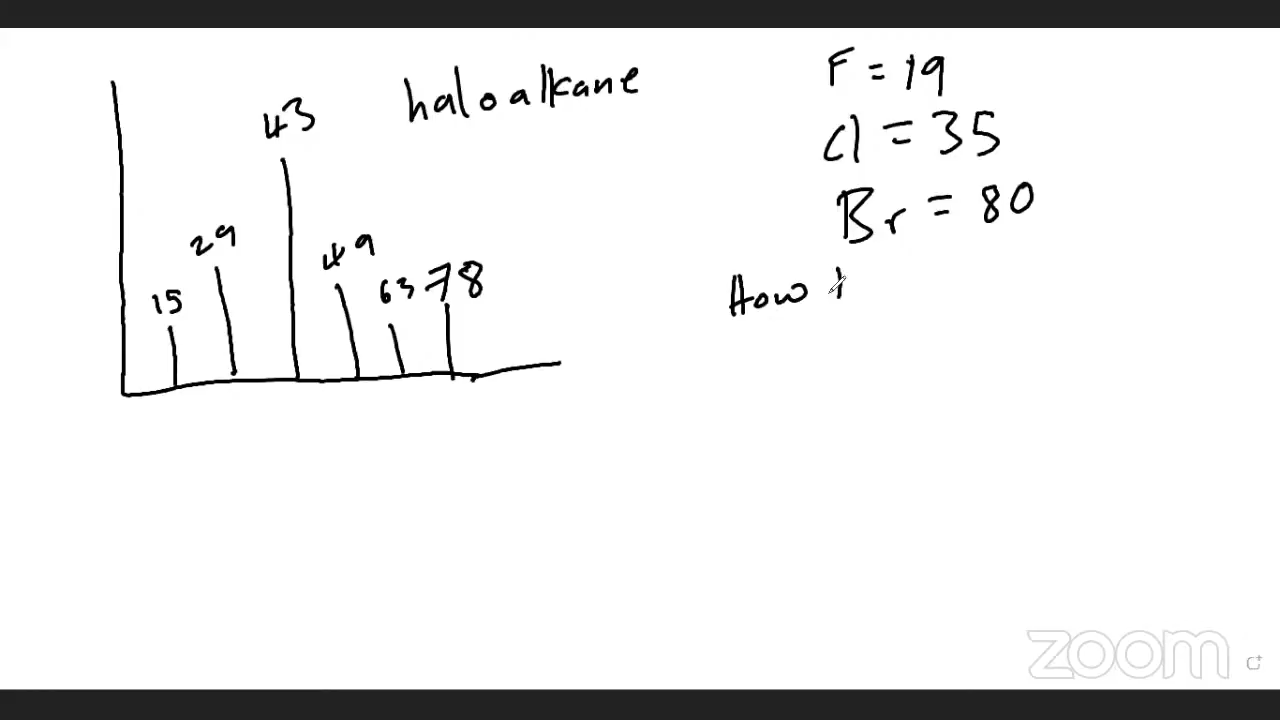 haloalkane
43
29
49
15
63
78
F = 19
Cl = 35
Br = 80
How
zoom